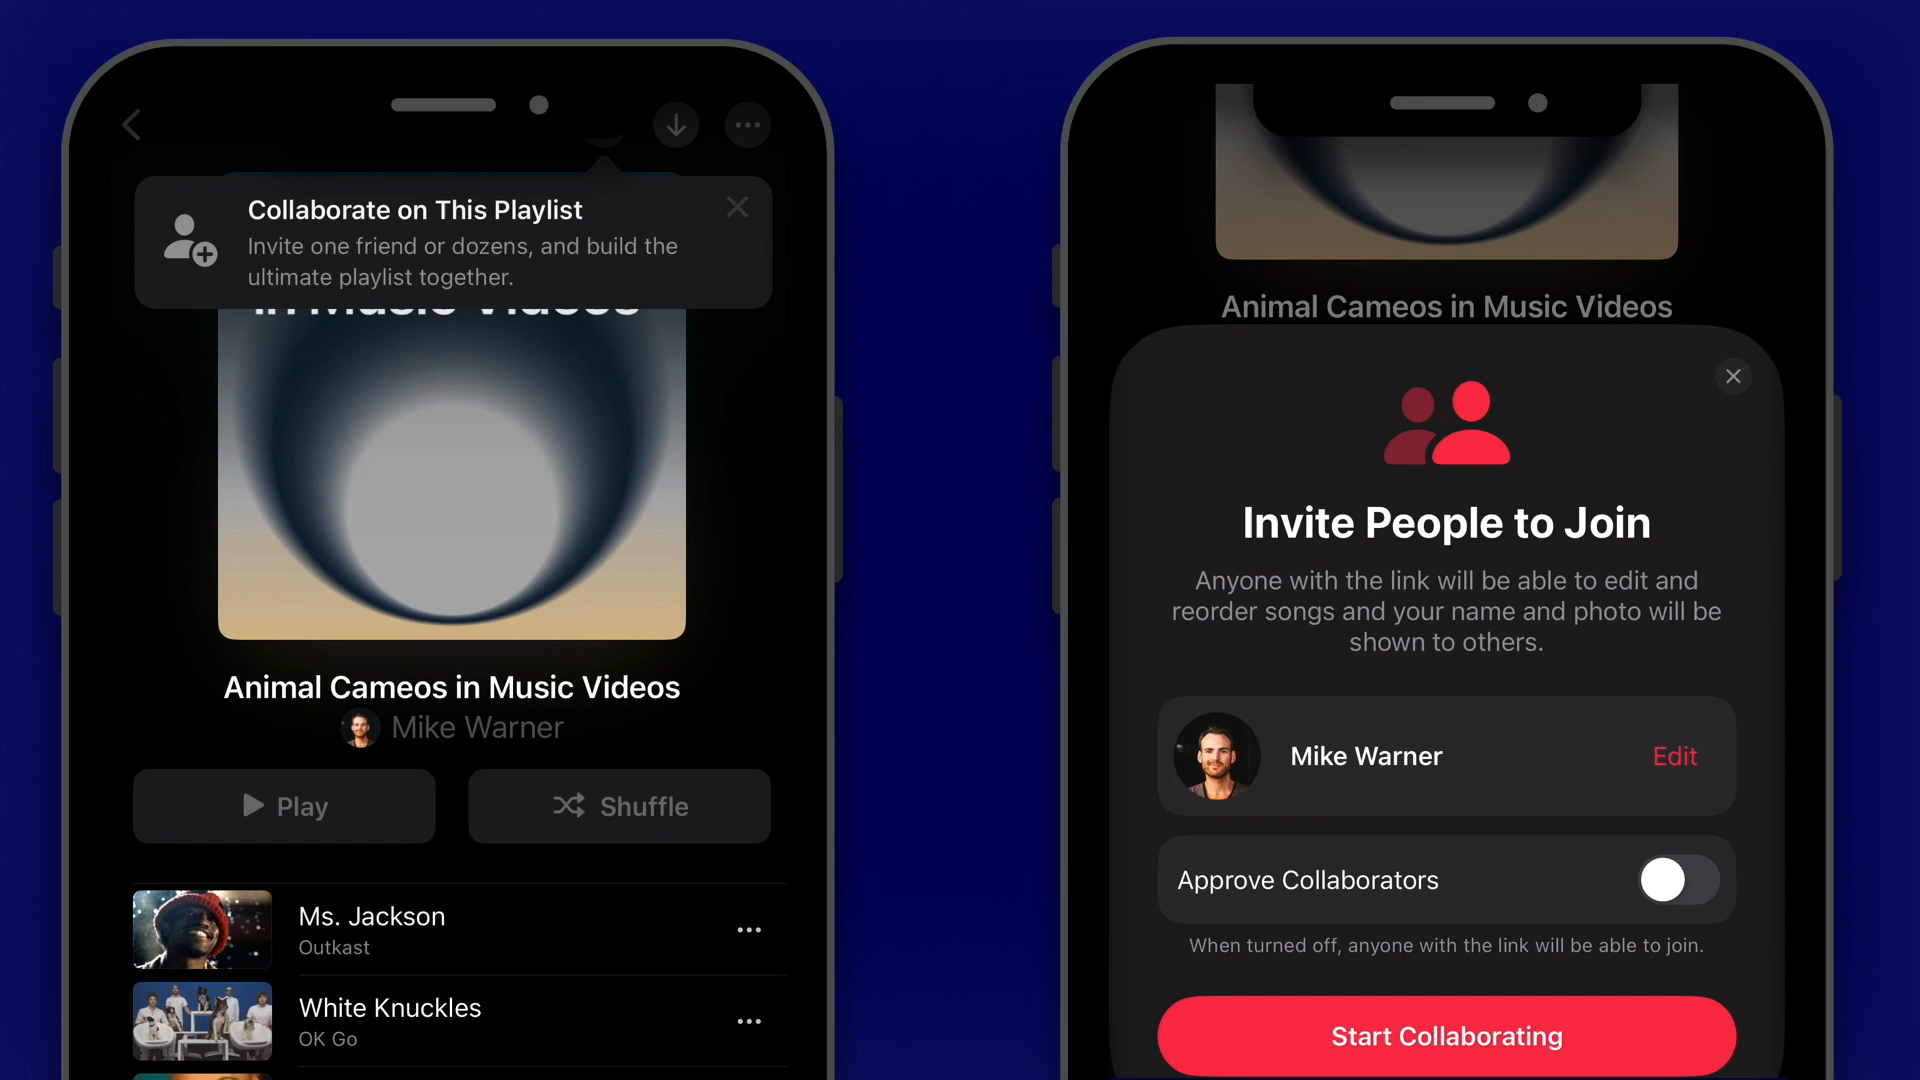 Collaborate on This Playlist
Invite one friend or dozens, and build the
ultimate playlist together.
in Music Videos
Animal Cameos in Music Videos
Mike Warner
Play
Shuffle
Ms. Jackson
Outkast
White Knuckles
OK Go
Animal Cameos in Music Videos
Invite People to Join
Anyone with the link will be able to edit and
reorder songs and your name and photo will be
shown to others.
Mike Warner
Edit
Approve Collaborators
When turned off, anyone with the link will be able to join.
Start Collaborating